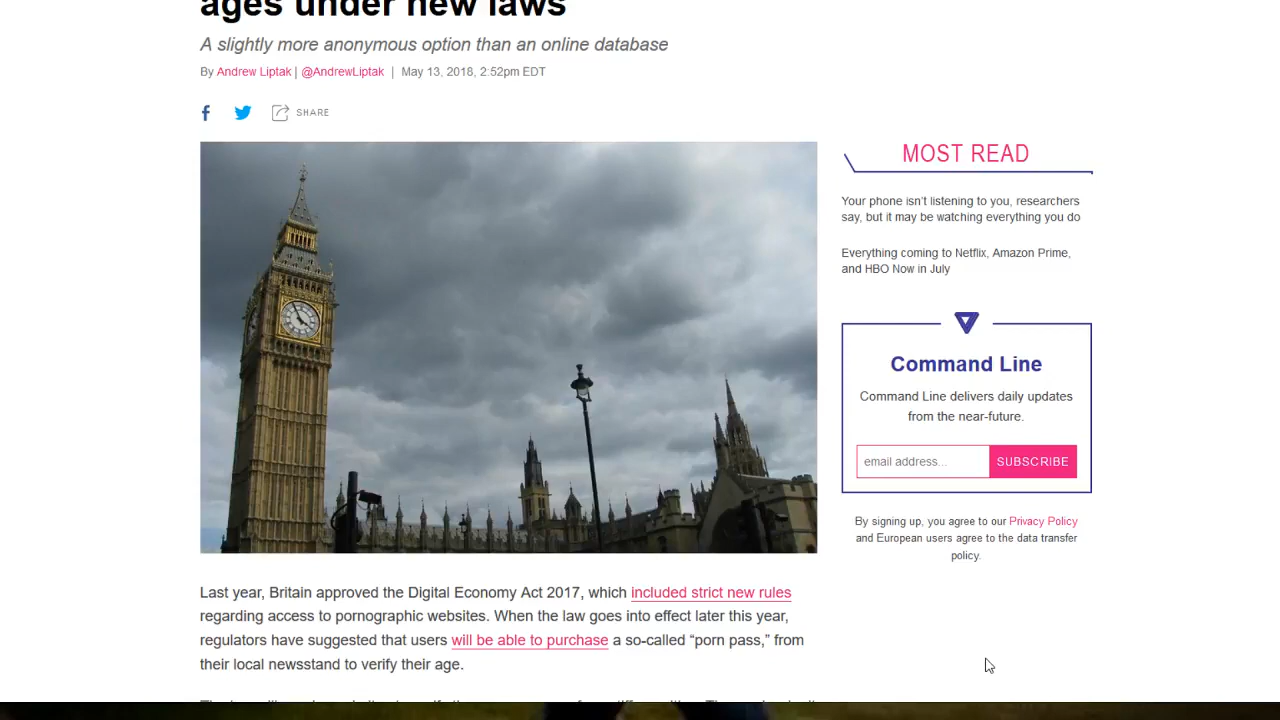 ages under new laws
A slightly more anonymous option than an online database
By Andrew Liptak | @AndrewLiptak | May 13, 2018, 2:52pm EDT
SHARE
MOST READ
Your phone isn't listening to you, researchers
say, but it may be watching everything you do
Everything coming to Netflix, Amazon Prime,
and HBO Now in July
Command Line
Command Line delivers daily updates
from the near-future.
email address...
SUBSCRIBE
By signing up, you agree to our Privacy Policy
and European users agree to the data transfer
policy.
Last year, Britain approved the Digital Economy Act 2017, which included strict new rules
regarding access to pornographic websites. When the law goes into effect later this year,
regulators have suggested that users will be able to purchase a so-called “porn pass,” from
their local newsstand to verify their age.